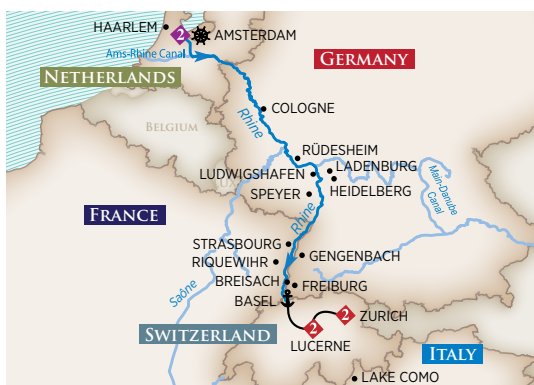 HAARLEM
2
AMSTERDAM
Ams-Rhine Canal
NETHERLANDS
GERMANY
COLOGNE
Rhine
BELGIUM
RÜDESHEIM
LADENBURG
LUDWIGSHAFEN
HEIDELBERG
SPEYER
Main-Danube
Canal
FRANCE
Rhine
STRASBOURG
GENGENBACH
RIQUEWIHR
Saône
BREISACH
FREIBURG
BASEL
SWITZERLAND
2
2
ZURICH
LUCERNE
ITALY
LAKE COMO